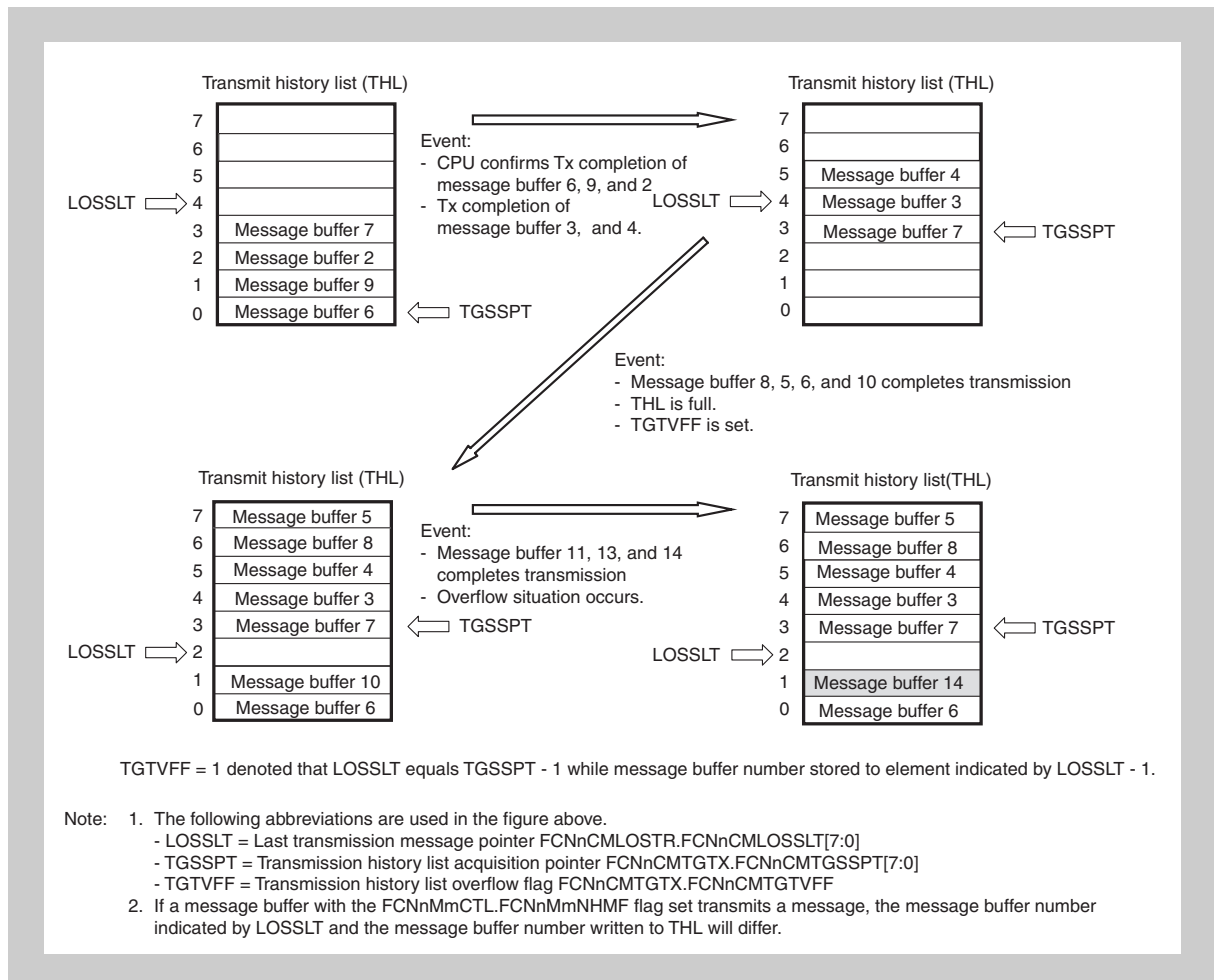 Transmit history list (THL)
7
6
5
LOSSLT 4
3 Message buffer 7
2 Message buffer 2
1 Message buffer 9
0 Message buffer 6 TGSSPT
Event:
- CPU confirms Tx completion of
message buffer 6, 9, and 2
- Tx completion of
message buffer 3, and 4.
Transmit history list (THL)
7
6
5 Message buffer 4
LOSSLT 4 Message buffer 3
3 Message buffer 7 TGSSPT
2
1
0
Event:
- Message buffer 8, 5, 6, and 10 completes transmission
- THL is full.
- TGTVFF is set.
Transmit history list (THL)
7 Message buffer 5
6 Message buffer 8
5 Message buffer 4
4 Message buffer 3
3 Message buffer 7 TGSSPT
LOSSLT 2
1 Message buffer 10
0 Message buffer 6
Event:
- Message buffer 11, 13, and 14
completes transmission
- Overflow situation occurs.
Transmit history list(THL)
7 Message buffer 5
6 Message buffer 8
5 Message buffer 4
4 Message buffer 3
3 Message buffer 7 TGSSPT
LOSSLT 2
1 Message buffer 14
0 Message buffer 6
TGTVFF = 1 denoted that LOSSLT equals TGSSPT - 1 while message buffer number stored to element indicated by LOSSLT - 1.
Note: 1. The following abbreviations are used in the figure above.
- LOSSLT = Last transmission message pointer FCNnCMLOSTR.FCNnCMLOSSLT[7:0]
- TGSSPT = Transmission history list acquisition pointer FCNnCMTGTX.FCNnCMTGSSPT[7:0]
- TGTVFF = Transmission history list overflow flag FCNnCMTGTX.FCNnCMTGTVFF
2. If a message buffer with the FCNnMmCTL.FCNnMmNHMF flag set transmits a message, the message buffer number
indicated by LOSSLT and the message buffer number written to THL will differ.